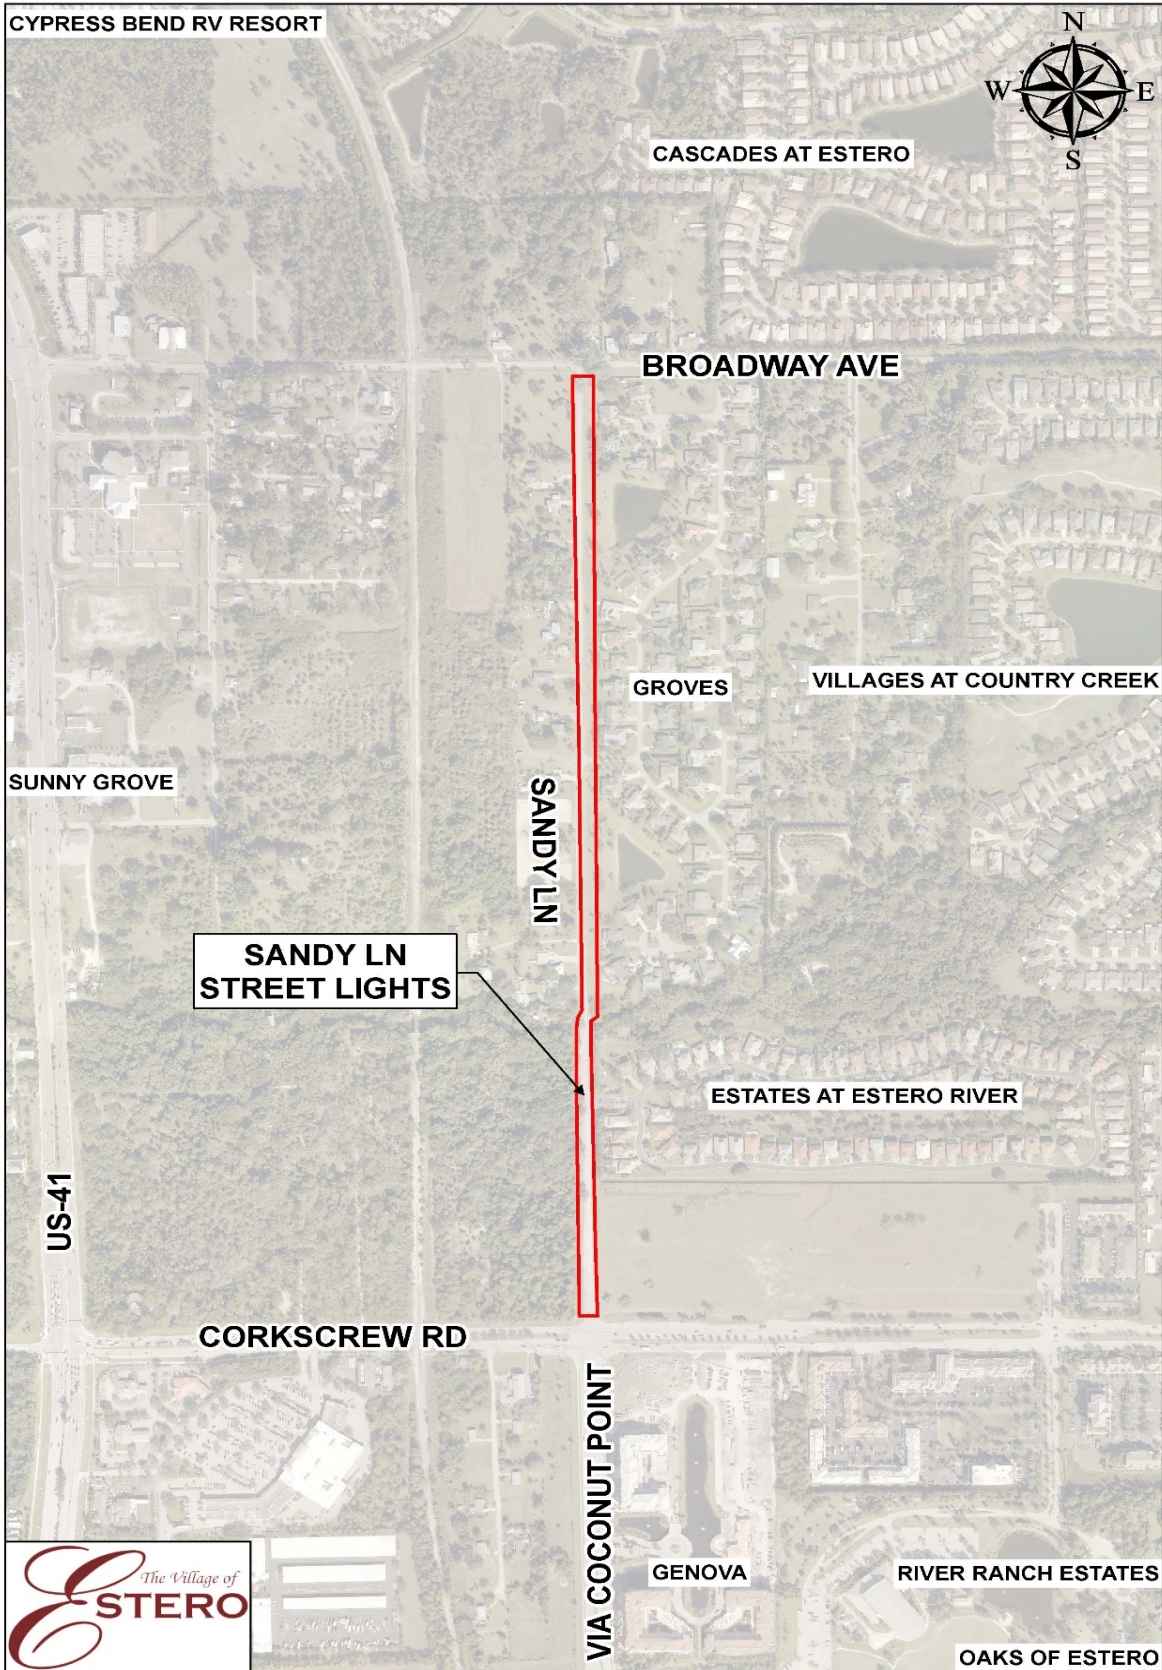 CYPRESS BEND RV RESORT
N
W
E
S
CASCADES AT ESTERO
BROADWAY AVE
GROVES
VILLAGES AT COUNTRY CREEK
SUNNY GROVE
SANDY LN
SANDY LN
STREET LIGHTS
ESTATES AT ESTERO RIVER
US-41
CORKSCREW RD
VIA COCONUT POINT
GENOVA
RIVER RANCH ESTATES
The Village of
ESTERO
OAKS OF ESTERO